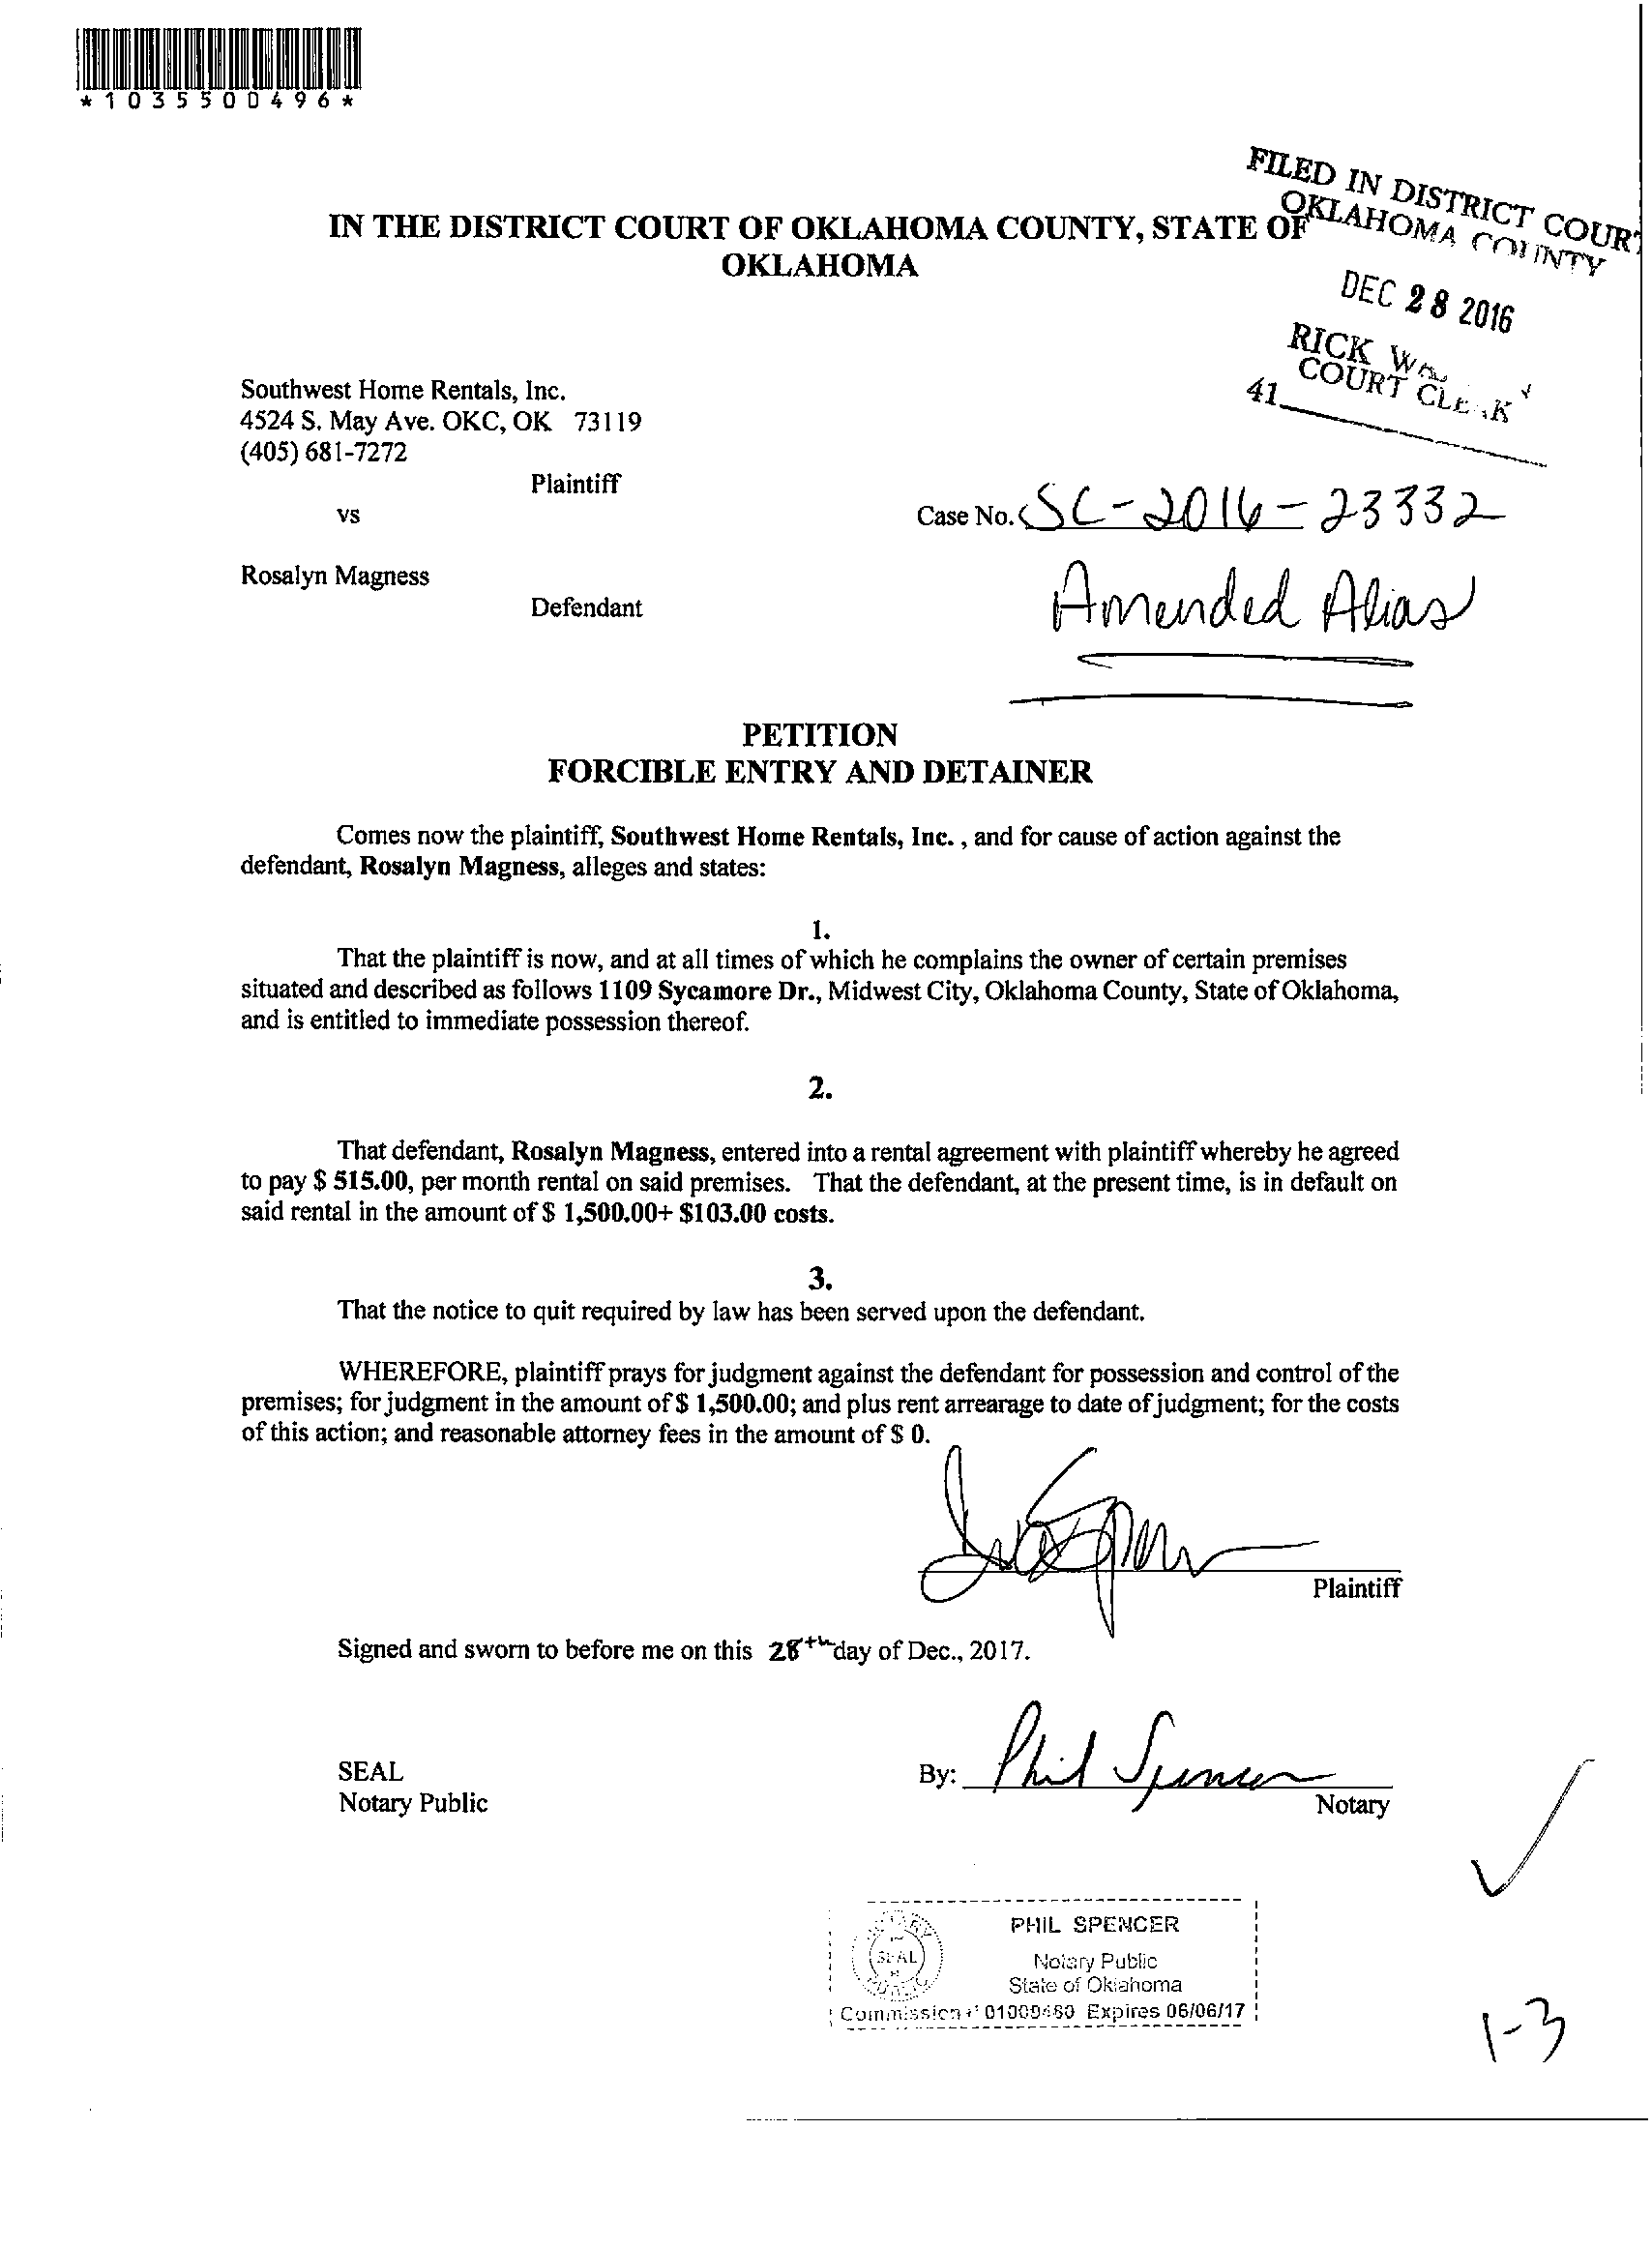 *1035500496*
FILED IN DISTRICT COURT
OKLAHOMA COUNTY
IN THE DISTRICT COURT OF OKLAHOMA COUNTY, STATE OF
OKLAHOMA
DEC 28 2016
RICK
COURT CLERK
41
Southwest Home Rentals, Inc.
4524 S. May Ave. OKC, OK 73119
(405) 681-7272
Plaintiff
vs
Case No. SC-2016-23332
Rosalyn Magness
Defendant
Amended Alias
PETITION
FORCIBLE ENTRY AND DETAINER
Comes now the plaintiff, Southwest Home Rentals, Inc. , and for cause of action against the
defendant, Rosalyn Magness, alleges and states:
1.
That the plaintiff is now, and at all times of which he complains the owner of certain premises
situated and described as follows 1109 Sycamore Dr., Midwest City, Oklahoma County, State of Oklahoma,
and is entitled to immediate possession thereof.
2.
That defendant, Rosalyn Magness, entered into a rental agreement with plaintiff whereby he agreed
to pay $ 515.00, per month rental on said premises. That the defendant, at the present time, is in default on
said rental in the amount of $ 1,500.00+ $103.00 costs.
3.
That the notice to quit required by law has been served upon the defendant.
WHEREFORE, plaintiff prays for judgment against the defendant for possession and control of the
premises; for judgment in the amount of $ 1,500.00; and plus rent arrearage to date of judgment; for the costs
of this action; and reasonable attorney fees in the amount of $ 0.
Plaintiff
Signed and sworn to before me on this 28th day of Dec., 2017.
SEAL
Notary Public
By: Phil Spencer
Notary
PHIL SPENCER
Notary Public
State of Oklahoma
NOTARY SEAL PUBLIC
Commission # Expires 06/06/17
1-3